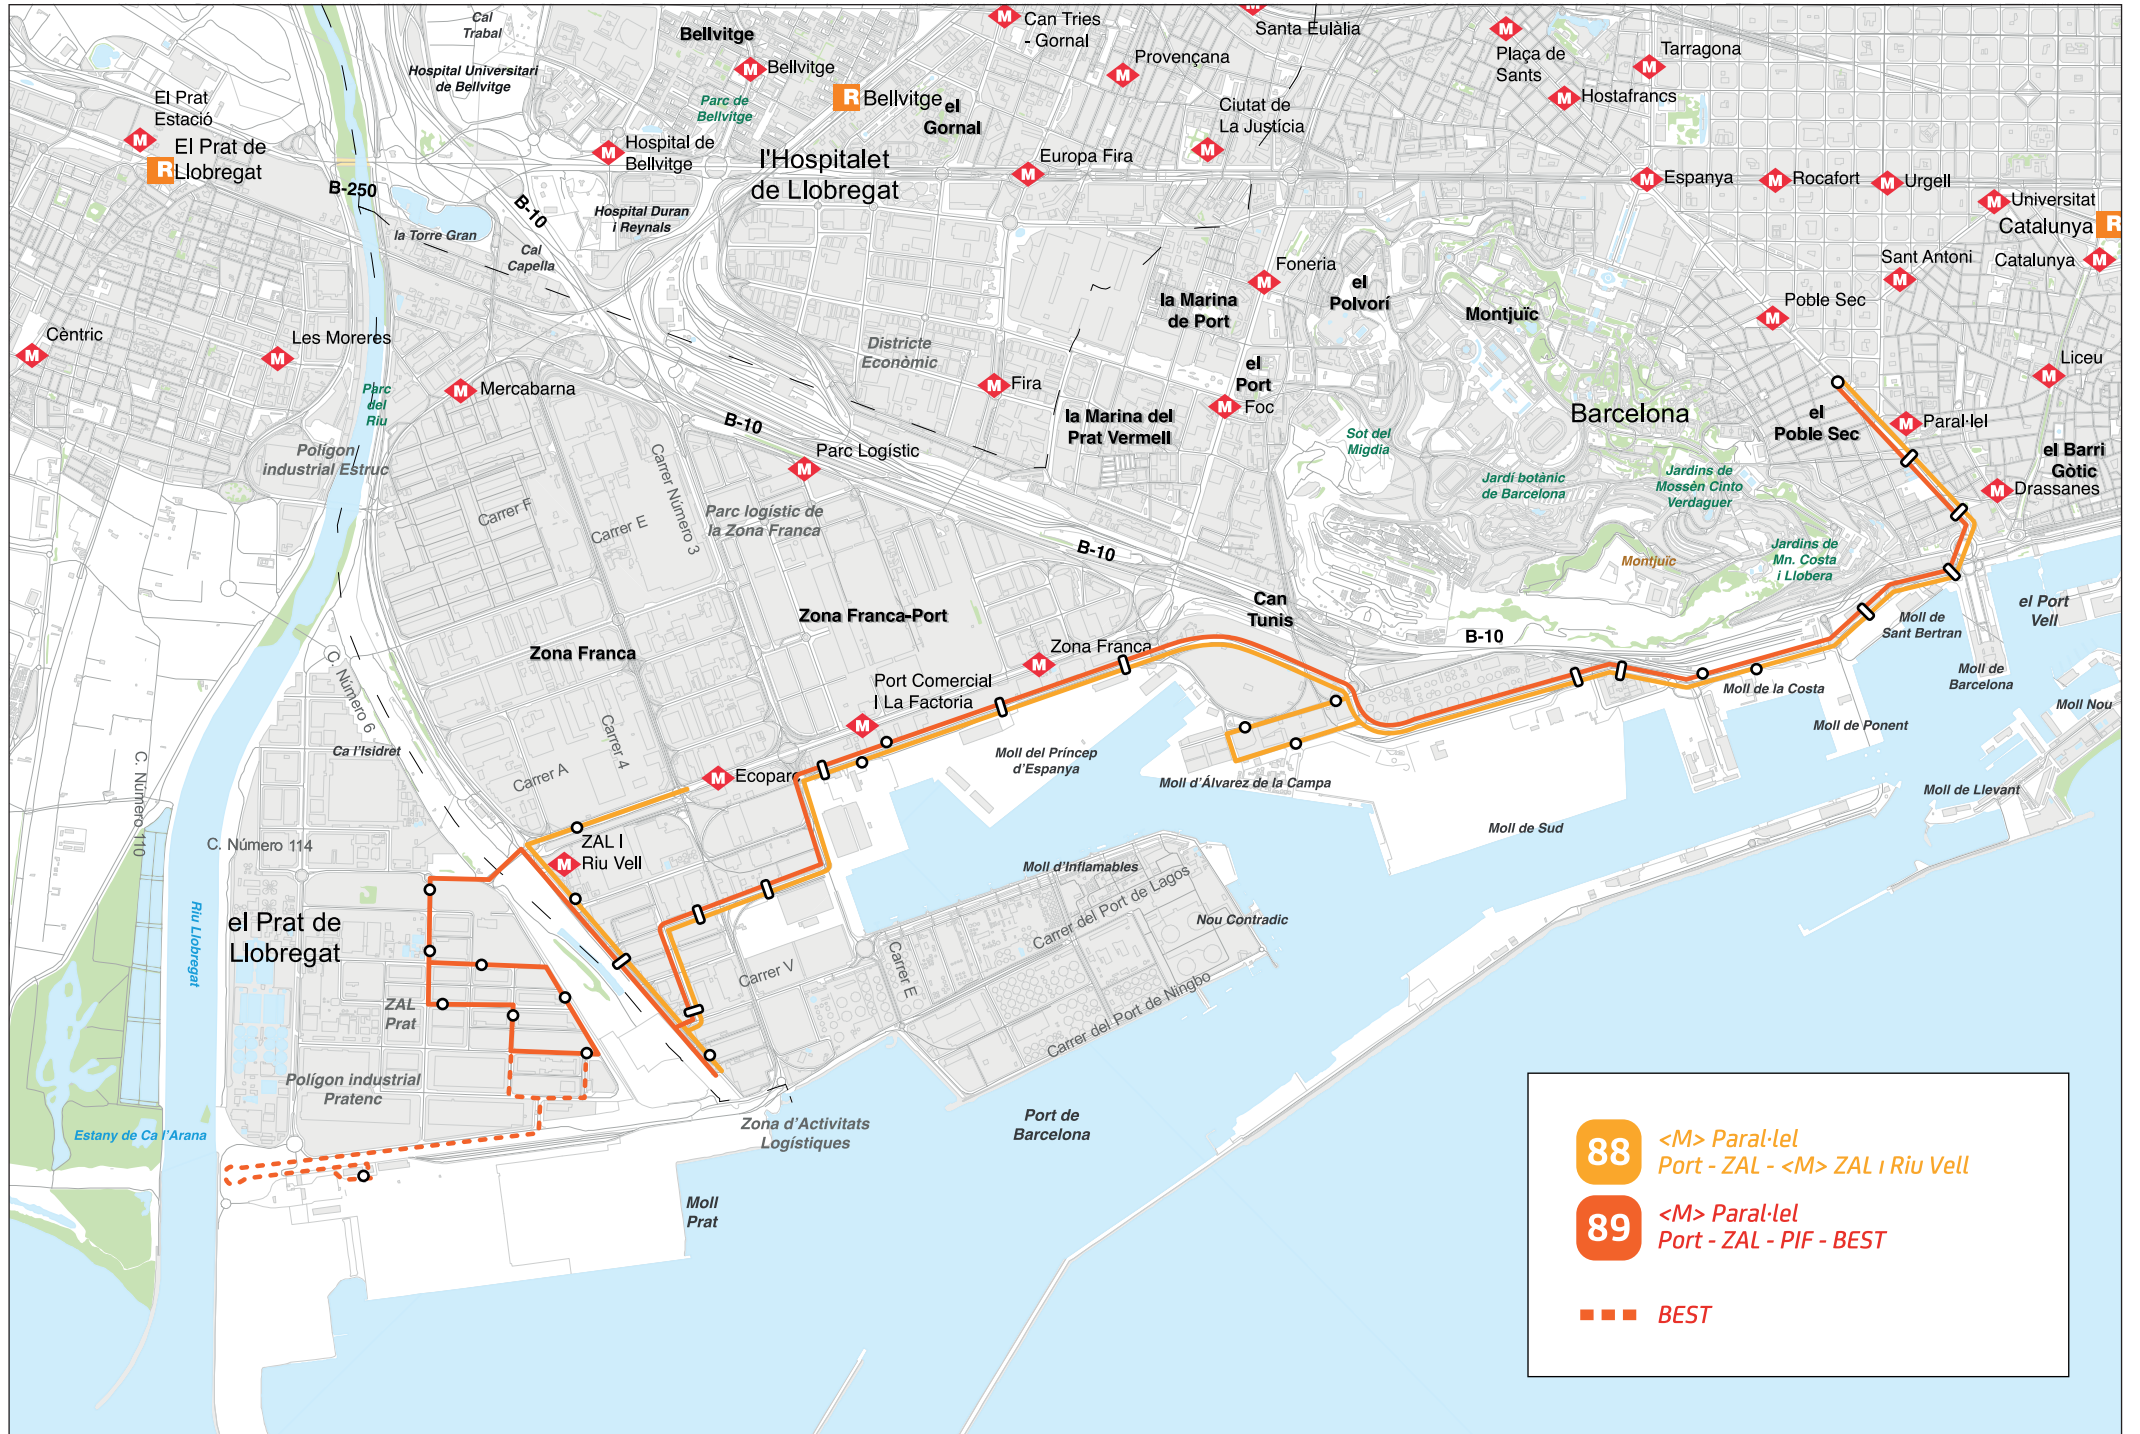 Cal
Trabal
Bellvitge
Can Tries
- Gornal
Santa Eulàlia
Plaça de
Sants
Tarragona
Hospital Universitari
de Bellvitge
Bellvitge
Provençana
Hostafrancs
El Prat
Estació
Parc de
Bellvitge
R
Bellvitge
el
Gornal
Ciutat de
La Justícia
R
El Prat de
Llobregat
Hospital de
Bellvitge
l'Hospitalet
de Llobregat
Europa Fira
Espanya
Rocafort
Urgell
Universitat
B-250
B-10
Hospital Duran
i Reynals
Catalunya
R
la Torre Gran
Cal
Capella
Foneria
el
Polvorí
Sant Antoni
Catalunya
la Marina
de Port
Montjuïc
Poble Sec
Cèntric
Les Moreres
Districte
Econòmic
Liceu
Parc
del
Riu
Mercabarna
Fira
el
Port
Foc
la Marina del
Prat Vermell
Barcelona
el
Poble Sec
Paral·lel
B-10
Polígon
industrial Estruc
Carrer Número 3
Parc Logístic
Sot del
Migdia
el Barri
Gòtic
Jardí botànic
de Barcelona
Jardins de
Mossèn Cinto
Verdaguer
Drassanes
Carrer F
Carrer E
Parc logístic de
la Zona Franca
B-10
Montjuïc
Jardins de
Mn. Costa
i Llobera
Can
Tunis
Zona Franca-Port
Moll de
Sant Bertran
el Port
Vell
Zona Franca
Zona Franca
B-10
C. Número 6
Port Comercial
| La Factoria
Moll de la Costa
Moll de
Barcelona
Moll Nou
Ca l'Isidret
Carrer 4
Moll del Príncep
d'Espanya
Moll de Ponent
C. Número 110
Carrer A
Ecoparc
Moll d'Álvarez de la Campa
Moll de Llevant
C. Número 114
ZAL |
Riu Vell
Moll de Sud
Moll d'Inflamables
Carrer del Port de Lagos
Riu Llobregat
el Prat de
Llobregat
Nou Contradic
Carrer V
Carrer E
ZAL
Prat
Carrer del Port de Ningbo
Polígon industrial
Pratenc
Estany de Ca l'Arana
Zona d'Activitats
Logístiques
Port de
Barcelona
Moll
Prat
88
<M> Paral·lel
Port - ZAL - <M> ZAL ı Riu Vell
89
<M> Paral·lel
Port - ZAL - PIF - BEST
BEST